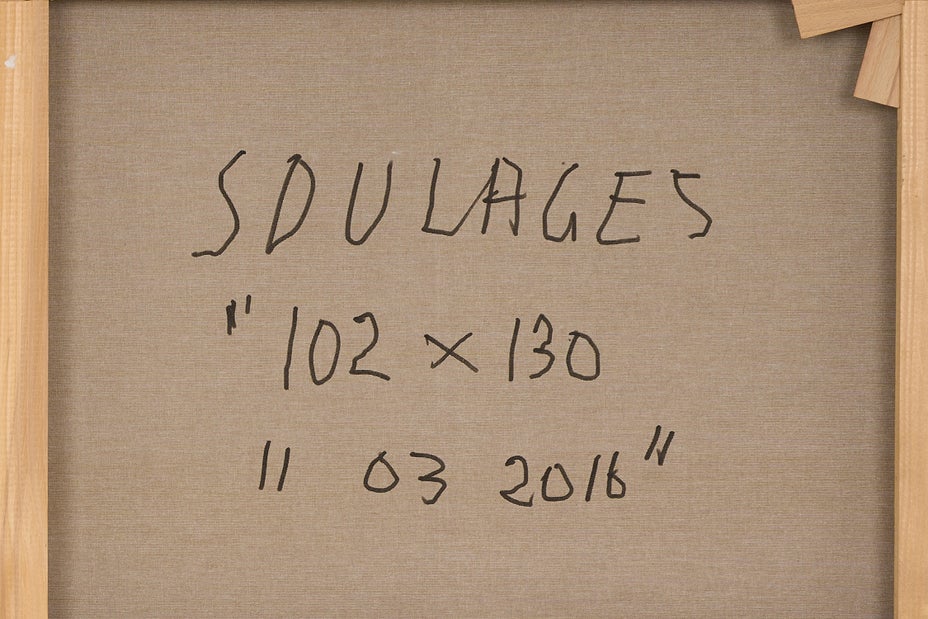 SOULAGES
"102 x 130
11 03 2016"